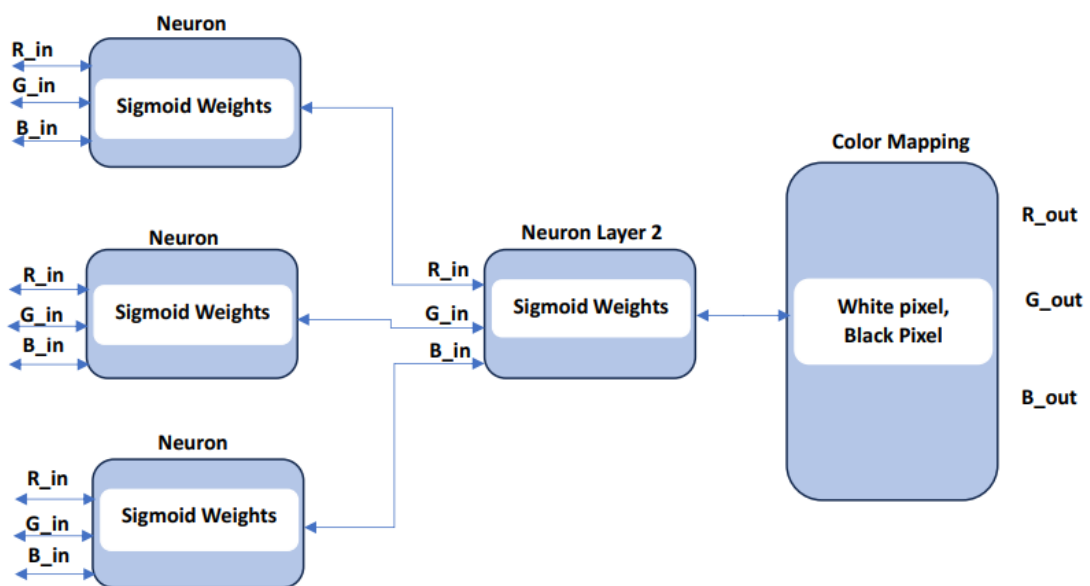 Neuron
R_in
G_in
B_in
Sigmoid Weights
Neuron
R_in
G_in
B_in
Sigmoid Weights
Neuron
R_in
G_in
B_in
Sigmoid Weights
Neuron Layer 2
R_in
G_in
B_in
Sigmoid Weights
Color Mapping
White pixel,
Black Pixel
R_out
G_out
B_out